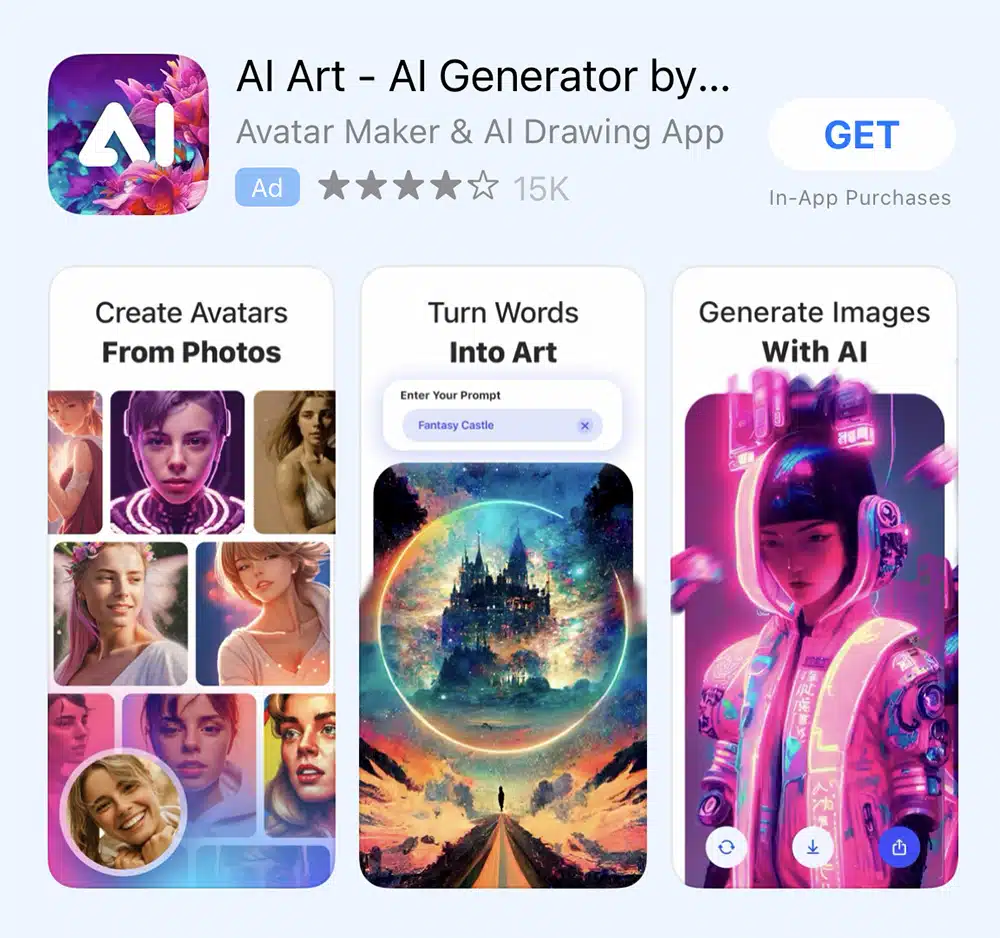 AI
AI Art - AI Generator by...
Avatar Maker & AI Drawing App
Ad
15K
GET
In-App Purchases
Create Avatars
From Photos
Turn Words
Into Art
Enter Your Prompt
Fantasy Castle
Generate Images
With AI